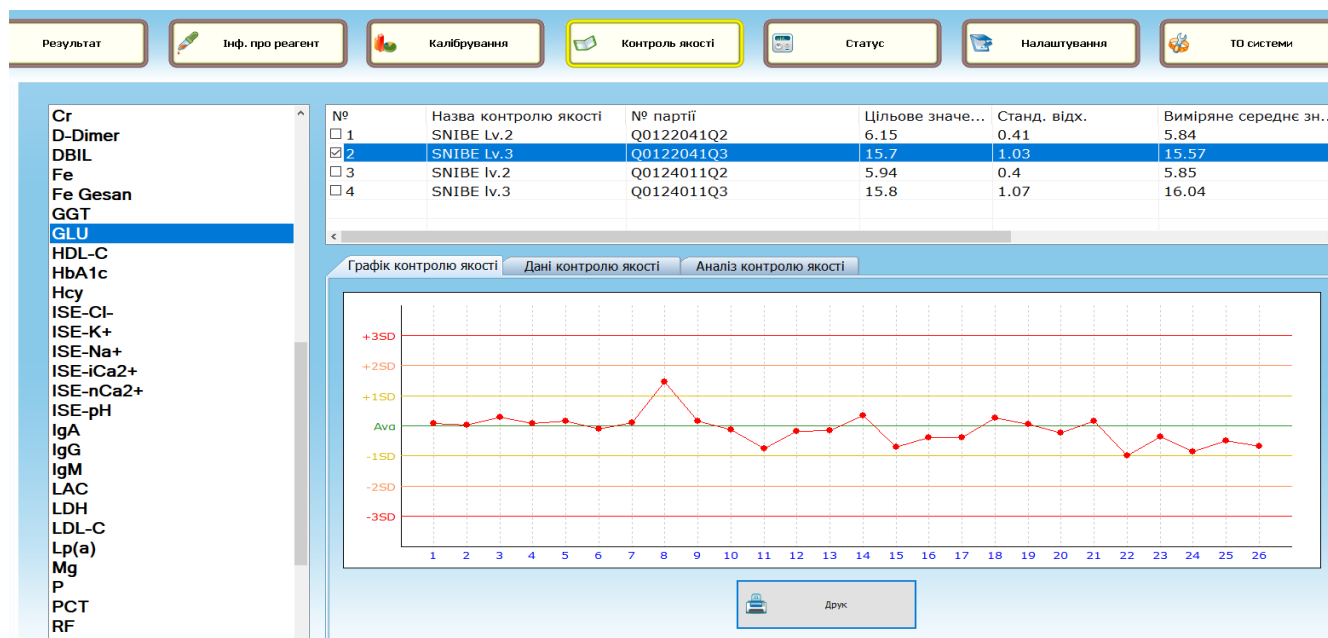 Результат Інф. про реагент Калібрування Контроль якості Статус Налаштування ТО системи
Cr
D-Dimer
DBIL
Fe
Fe Gesan
GGT
GLU
HDL-C
HbA1c
Hcy
ISE-Cl-
ISE-K+
ISE-Na+
ISE-iCa2+
ISE-nCa2+
ISE-pH
IgA
IgG
IgM
LAC
LDH
LDL-C
Lp(a)
Mg
P
PCT
RF
№ Назва контролю якості № партії Цільове значе... Станд. відх. Виміряне середнє зн...
1 SNIBE Lv.2 Q0122041Q2 6.15 0.41 5.84
2 SNIBE Lv.3 Q0122041Q3 15.7 1.03 15.57
3 SNIBE lv.2 Q0124011Q2 5.94 0.4 5.85
4 SNIBE lv.3 Q0124011Q3 15.8 1.07 16.04
Графік контролю якості Дані контролю якості Аналіз контролю якості
+3SD
+2SD
+1SD
Avg
-1SD
-2SD
-3SD
1 2 3 4 5 6 7 8 9 10 11 12 13 14 15 16 17 18 19 20 21 22 23 24 25 26
Друк